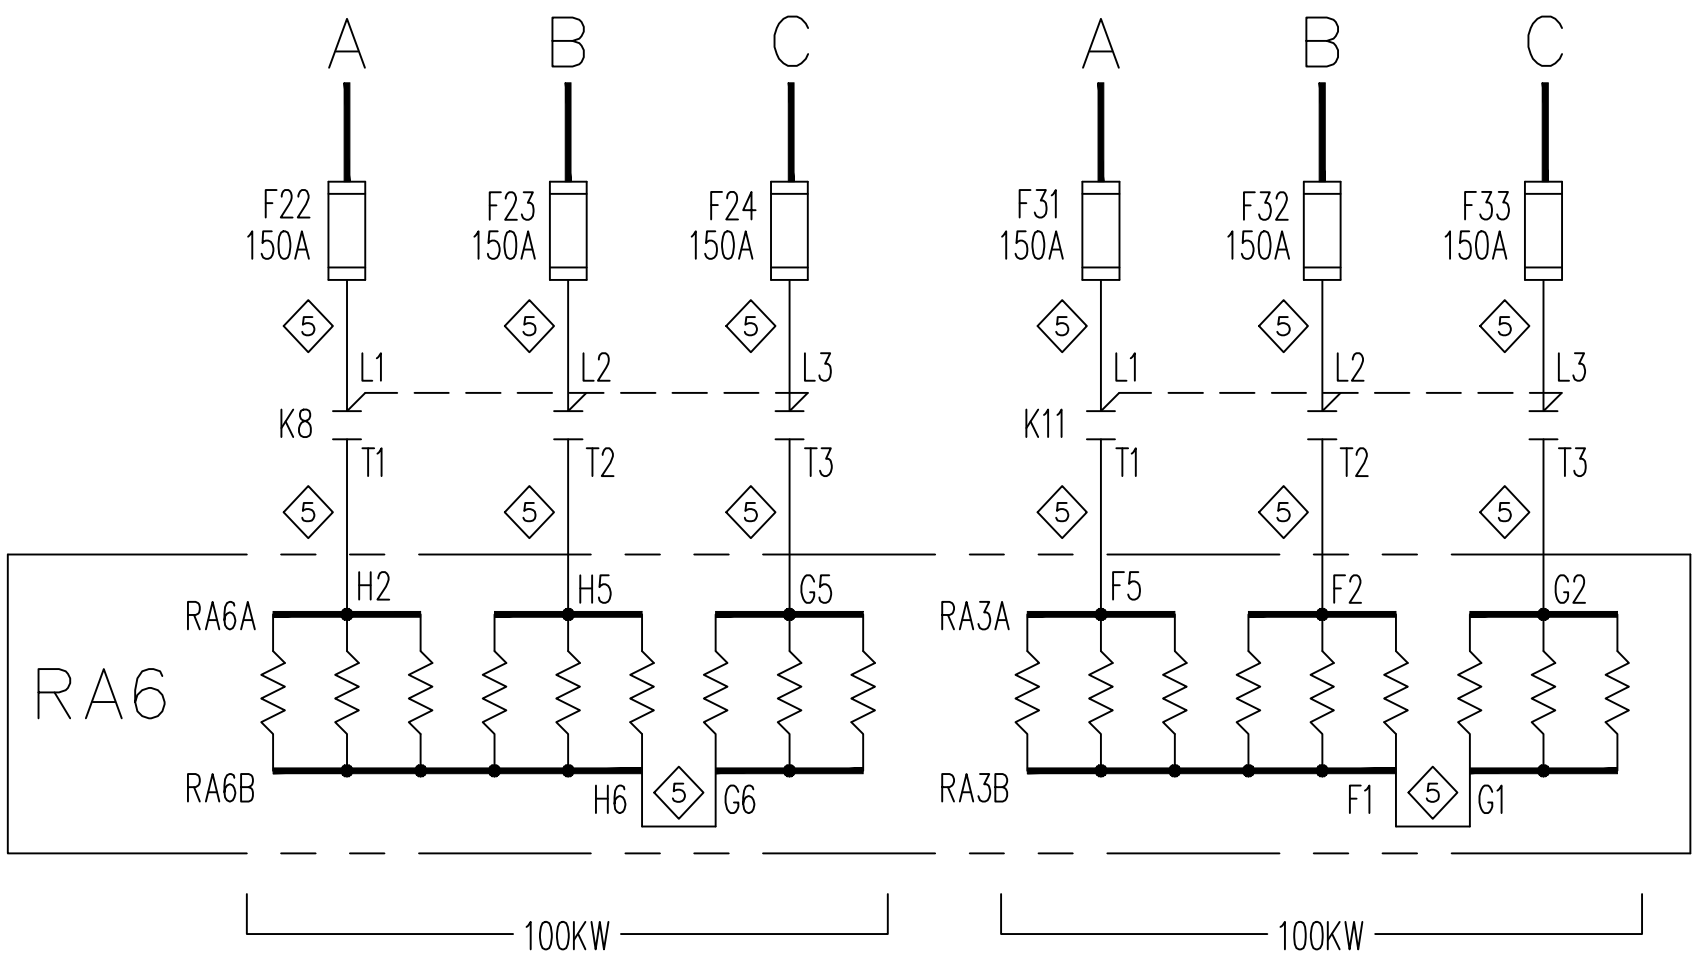 A B C A B C
F22 F23 F24 F31 F32 F33
150A 150A 150A 150A 150A 150A
5 5 5 5 5 5
L1 L2 L3 L1 L2 L3
K8 K11
T1 T2 T3 T1 T2 T3
5 5 5 5 5 5
H2 H5 G5 F5 F2 G2
RA6A RA3A
RA6
RA6B RA3B
H6 5 G6 F1 5 G1
100KW 100KW